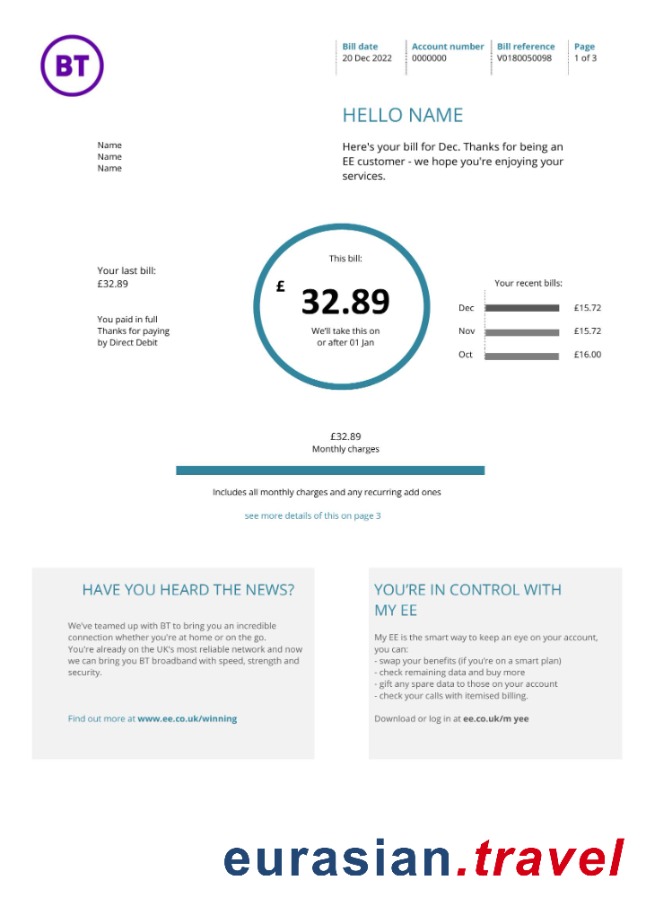 BT
Bill date Account number Bill reference Page
20 Dec 2022 0000000 V0180050098 1 of 3
HELLO NAME
Name
Name
Name
Here's your bill for Dec. Thanks for being an
EE customer - we hope you're enjoying your
services.
Your last bill:
£32.89
You paid in full
Thanks for paying
by Direct Debit
This bill:
£ 32.89
We'll take this on
or after 01 Jan
Your recent bills:
Dec £15.72
Nov £15.72
Oct £16.00
£32.89
Monthly charges
Includes all monthly charges and any recurring add ones
see more details of this on page 3
HAVE YOU HEARD THE NEWS?
We've teamed up with BT to bring you an incredible
connection whether you're at home or on the go.
You're already on the UK's most reliable network and now
we can bring you BT broadband with speed, strength and
security.
Find out more at www.ee.co.uk/winning
YOU'RE IN CONTROL WITH
MY EE
My EE is the smart way to keep an eye on your account,
you can:
- swap your benefits (if you're on a smart plan)
- check remaining data and buy more
- gift any spare data to those on your account
- check your calls with itemised billing.
Download or log in at ee.co.uk/m yee
eurasian.travel